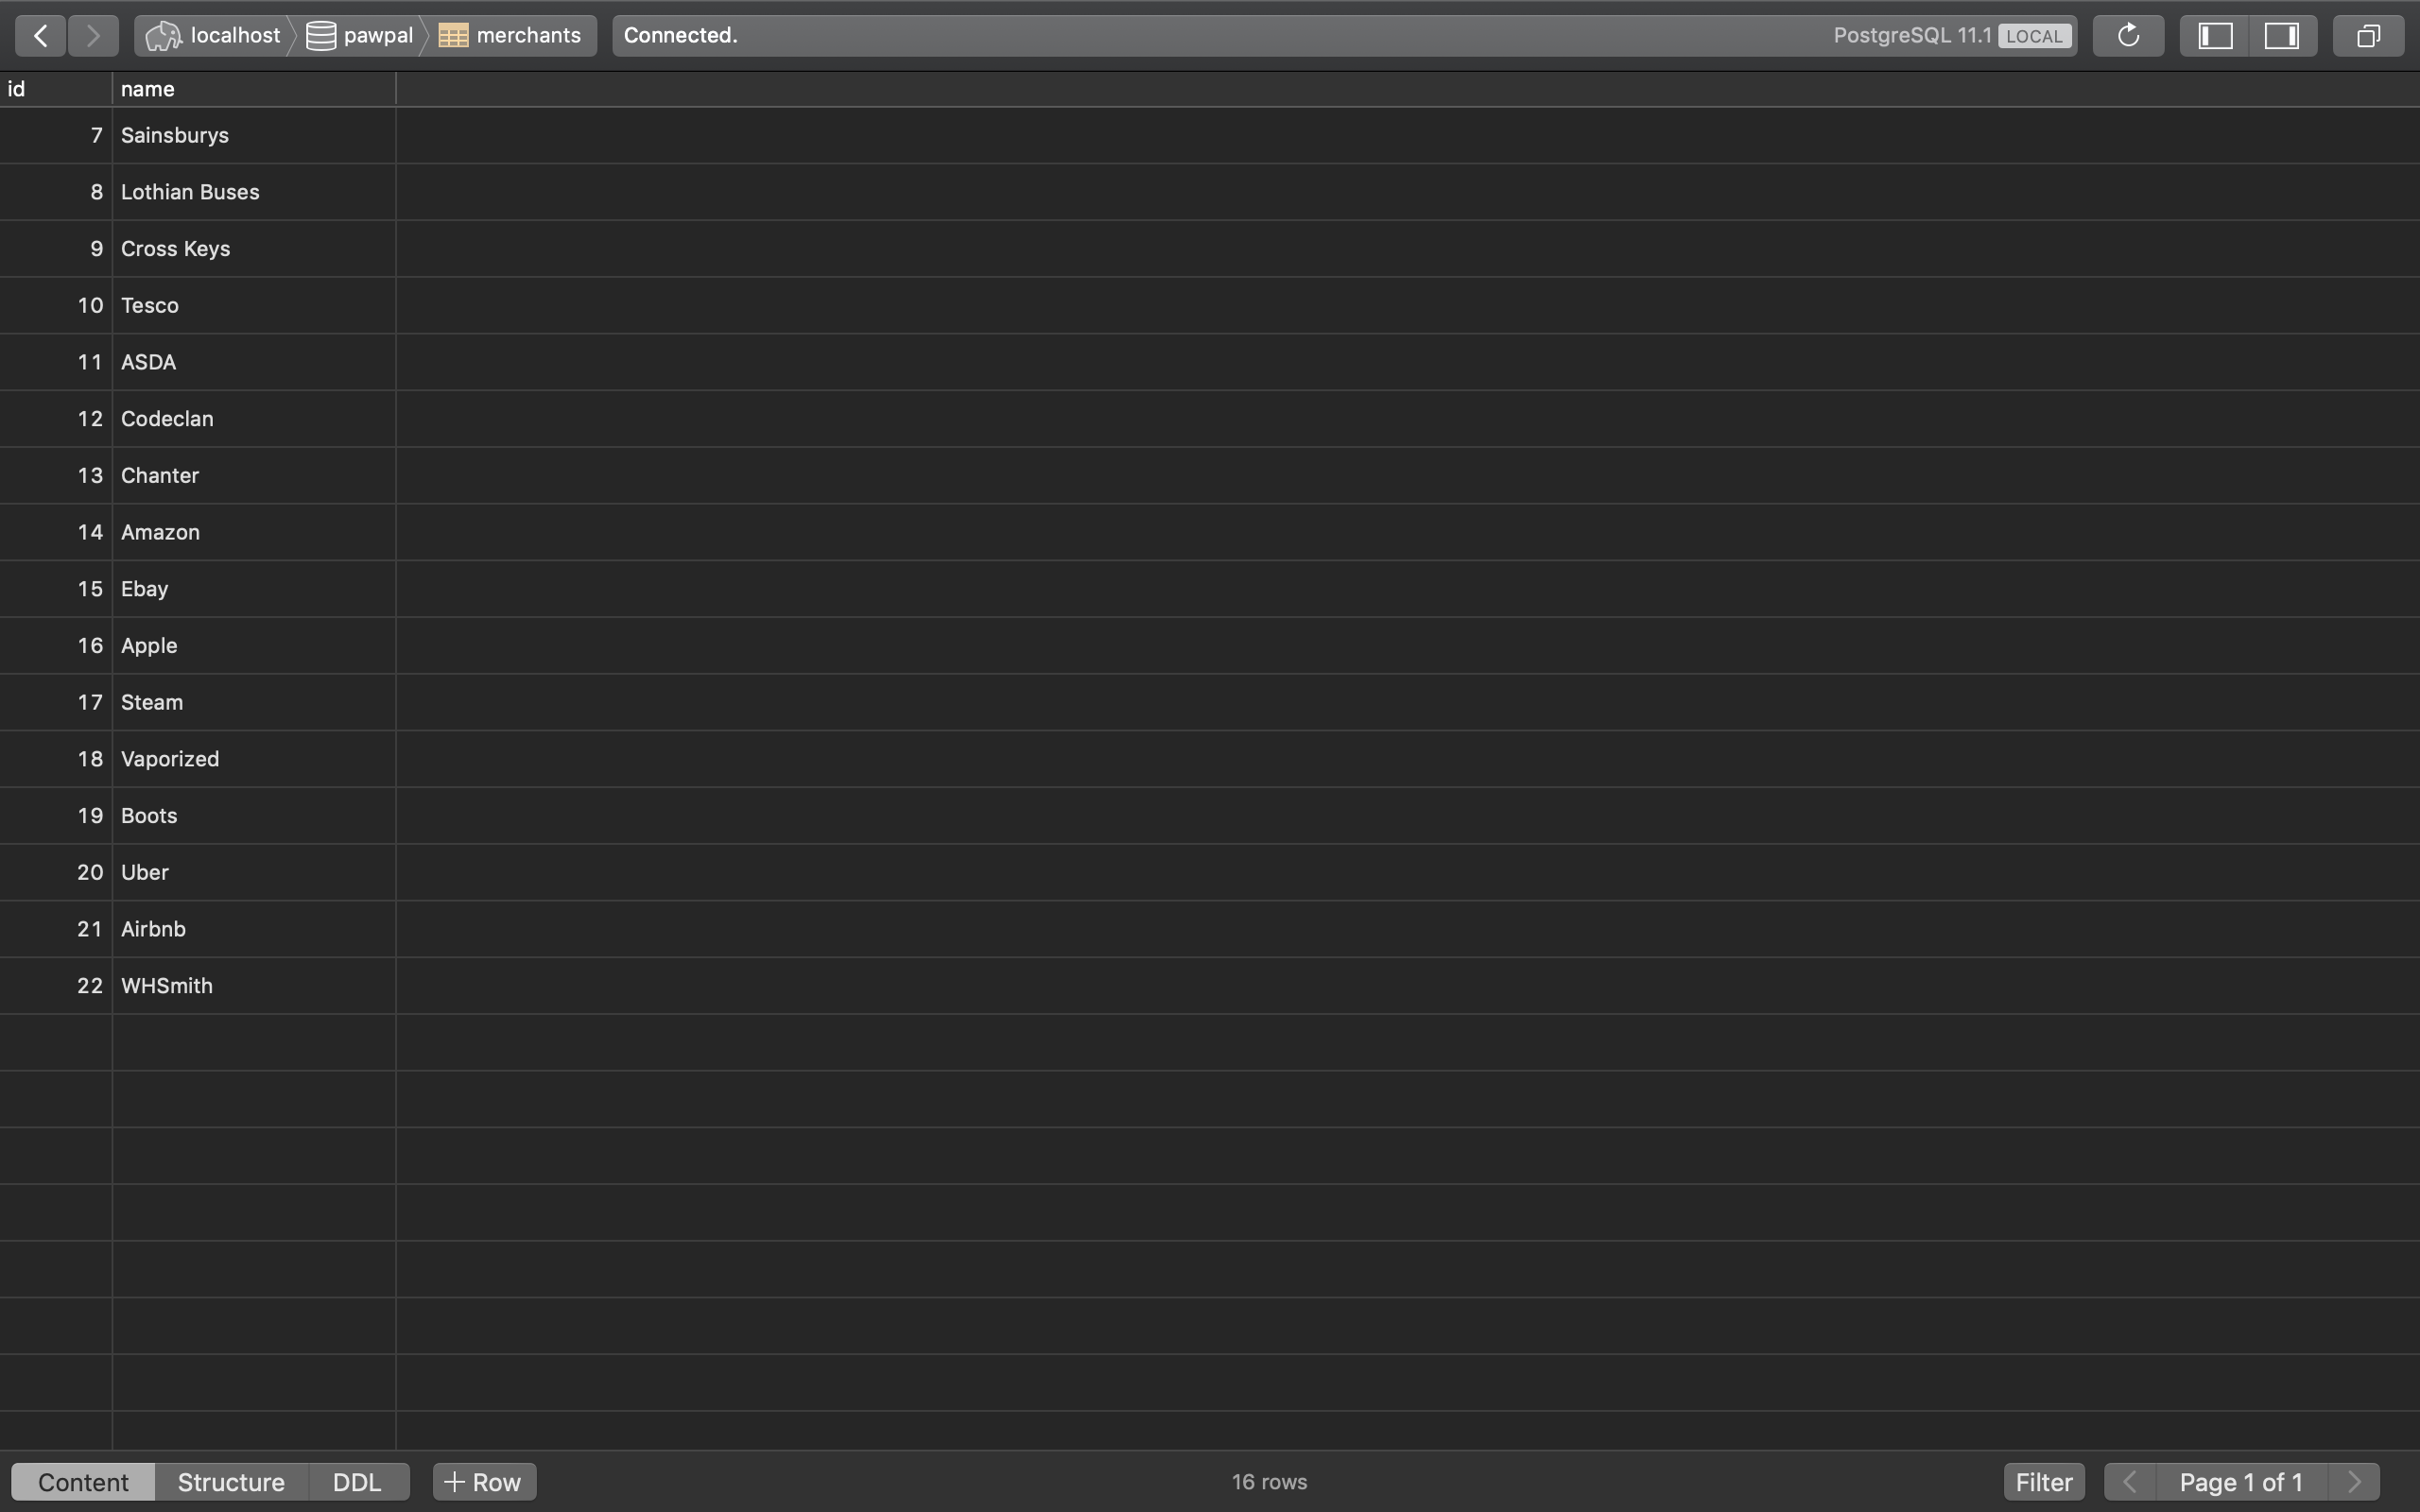 localhost pawpal merchants Connected. PostgreSQL 11.1 LOCAL
id name
7 Sainsburys
8 Lothian Buses
9 Cross Keys
10 Tesco
11 ASDA
12 Codeclan
13 Chanter
14 Amazon
15 Ebay
16 Apple
17 Steam
18 Vaporized
19 Boots
20 Uber
21 Airbnb
22 WHSmith
Content Structure DDL + Row 16 rows Filter Page 1 of 1